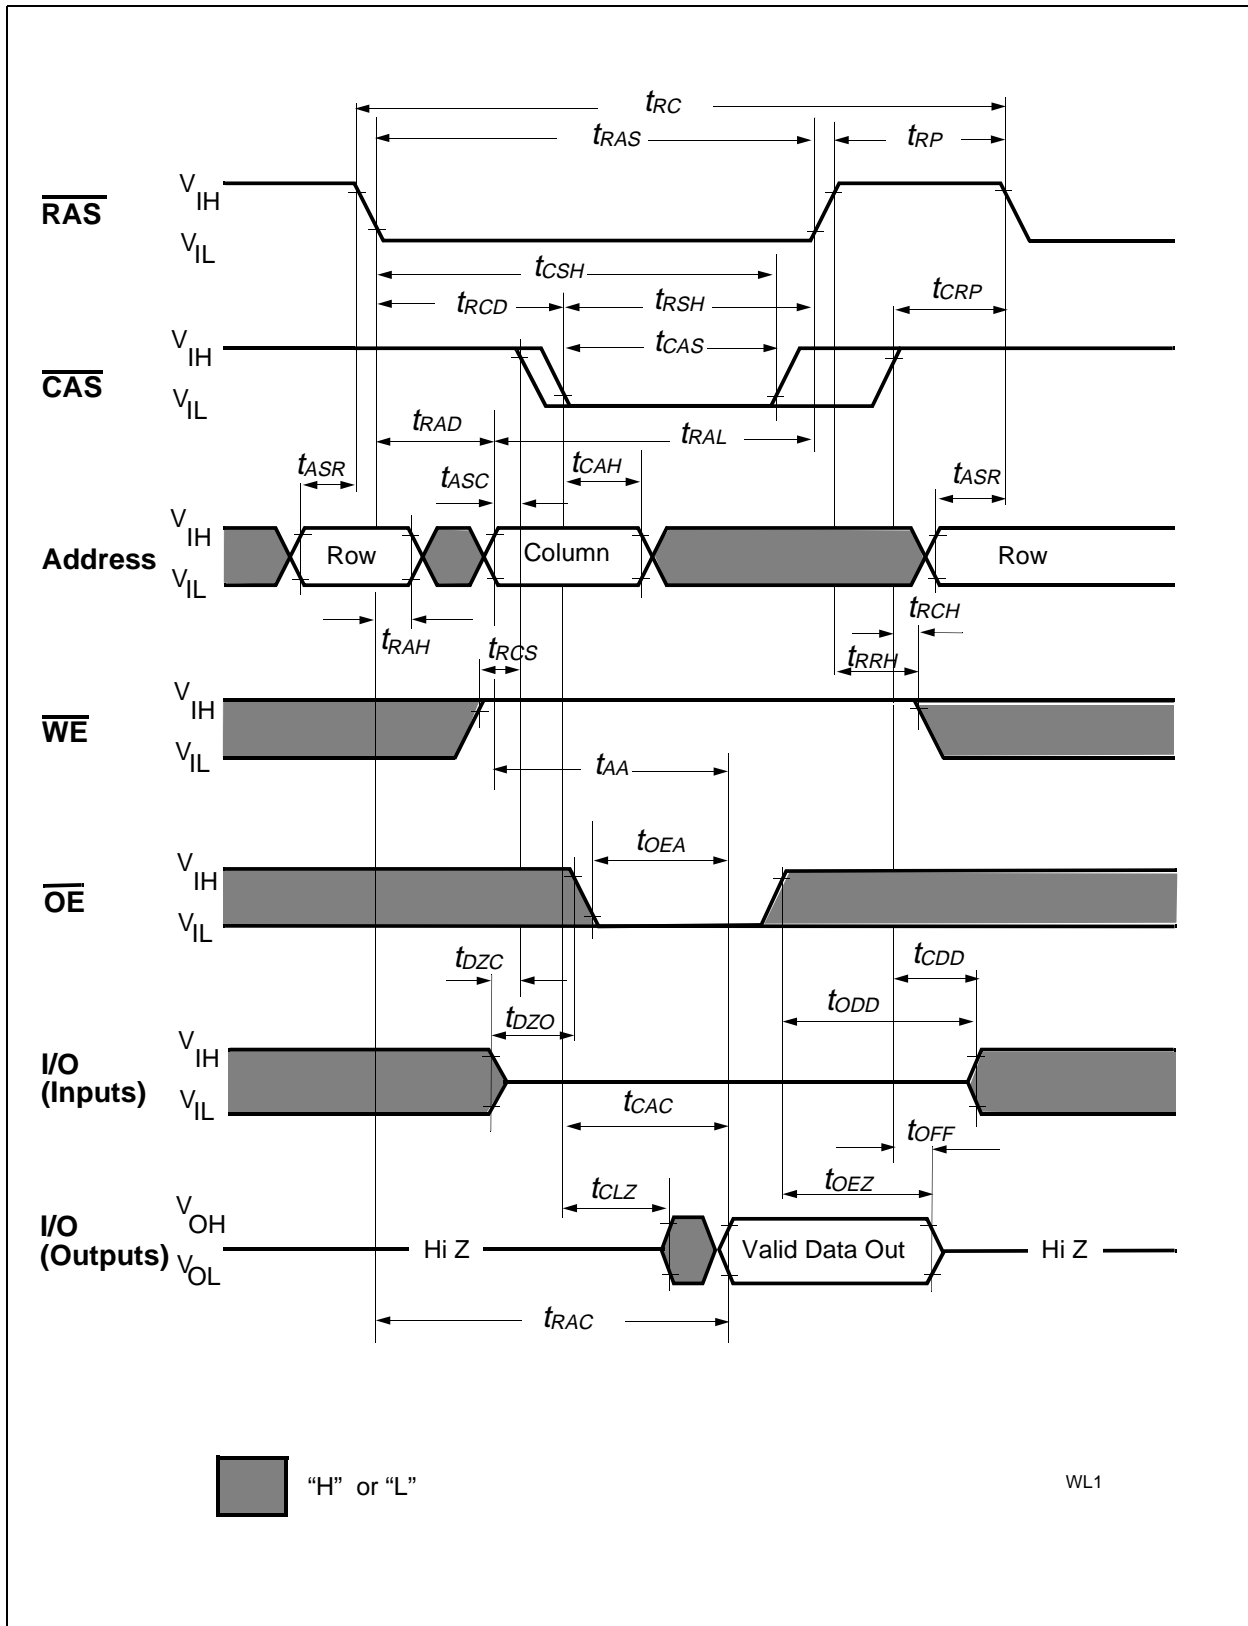 tRC
tRAS
tRP
RAS
VIH
VIL
tCSH
tRCD
tRSH
tCRP
CAS
VIH
VIL
tCAS
tRAD
tRAL
tASR
tASC
tCAH
tASR
Address
VIH
VIL
Row
Column
Row
tRAH
tRCS
tRCH
tRRH
WE
VIH
VIL
tAA
tOEA
OE
VIH
VIL
tDZC
tCDD
tDZO
tODD
I/O
(Inputs)
VIH
VIL
tCAC
tOFF
tCLZ
tOEZ
I/O
(Outputs)
VOH
VOL
Hi Z
Valid Data Out
Hi Z
tRAC
“H” or “L”
WL1